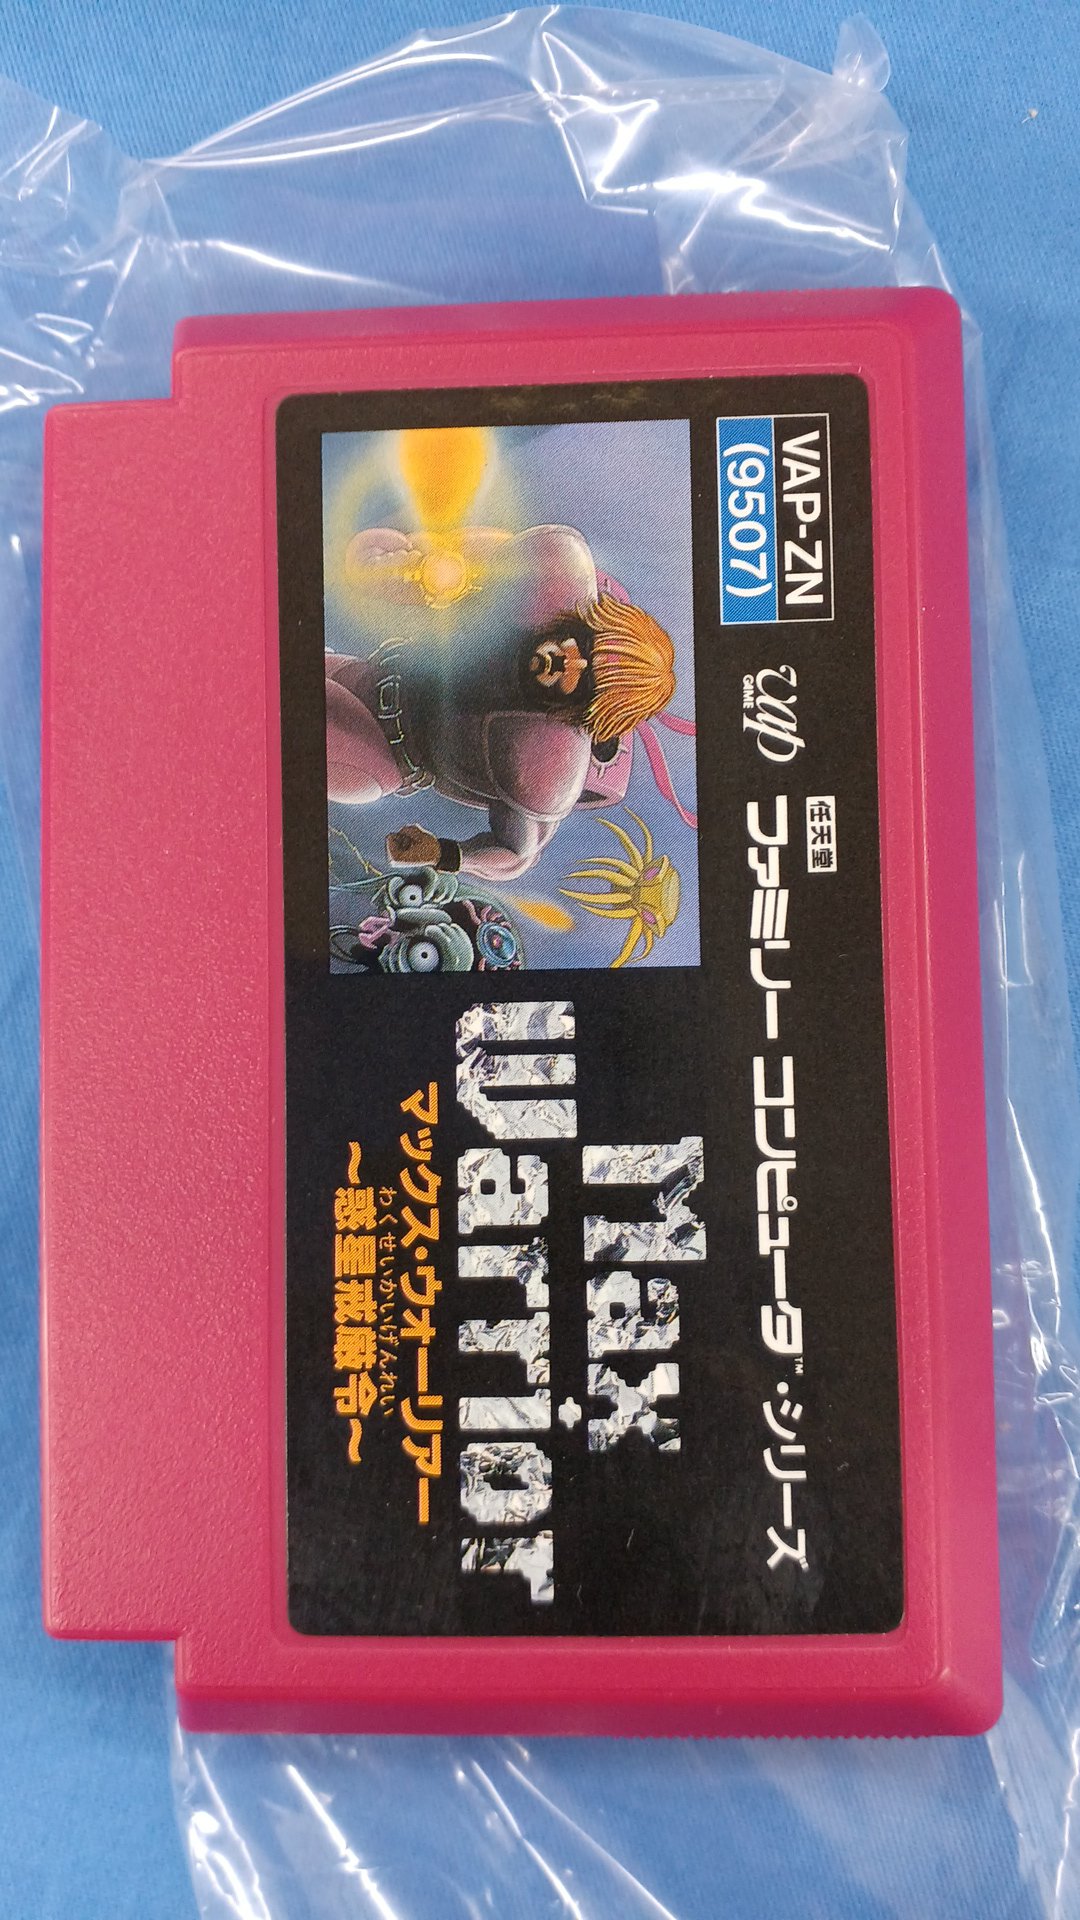 VAP-ZN
(9507)
vap
GAME
任天堂
ファミリー コンピュータ™・シリーズ
Max
Warrior
マックス・ウォーリアー
わくせいかいげんれい
〜惑星戒厳令〜